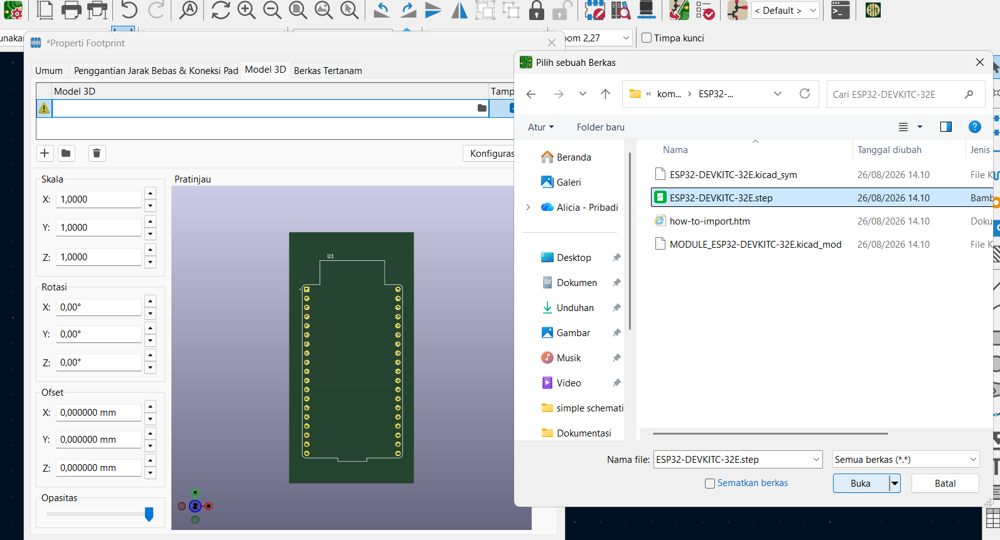 < Default >
unakan
oom 2,27
Timpa kunci
*Properti Footprint
Umum
Penggantian Jarak Bebas & Koneksi Pad
Model 3D
Berkas Tertanam
Model 3D
Tamp
Konfiguras
Skala
X: 1,0000
Y: 1,0000
Z: 1,0000
Rotasi
X: 0,00°
Y: 0,00°
Z: 0,00°
Ofset
X: 0,000000 mm
Y: 0,000000 mm
Z: 0,000000 mm
Opasitas
Pratinjau
U1
Z
Pilih sebuah Berkas
« kom... › ESP32-...
Cari ESP32-DEVKITC-32E
Atur
Folder baru
Beranda
Galeri
Alicia - Pribadi
Desktop
Dokumen
Unduhan
Gambar
Musik
Video
simple schemati
Dokumentasi
Nama Tanggal diubah Jenis
ESP32-DEVKITC-32E.kicad_sym 26/08/2026 14.10 File K
ESP32-DEVKITC-32E.step 26/08/2026 14.10 Bamb
how-to-import.htm 26/08/2026 14.10 Doku
MODULE_ESP32-DEVKITC-32E.kicad_mod 26/08/2026 14.10 File K
Nama file: ESP32-DEVKITC-32E.step
Semua berkas (*.*)
Sematkan berkas
Buka
Batal